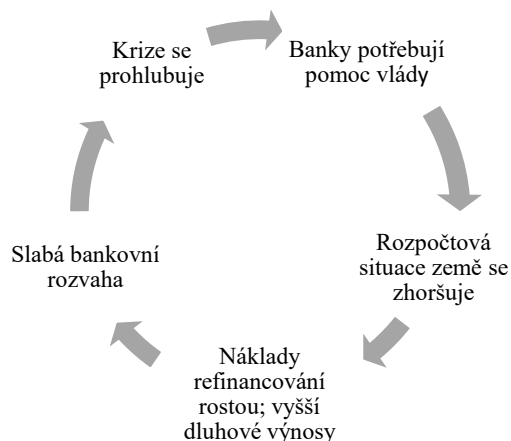 Krize se
prohlubuje
Banky potřebují
pomoc vlády
Rozpočtová
situace země se
zhoršuje
Náklady
refinancování
rostou; vyšší
dluhové výnosy
Slabá bankovní
rozvaha